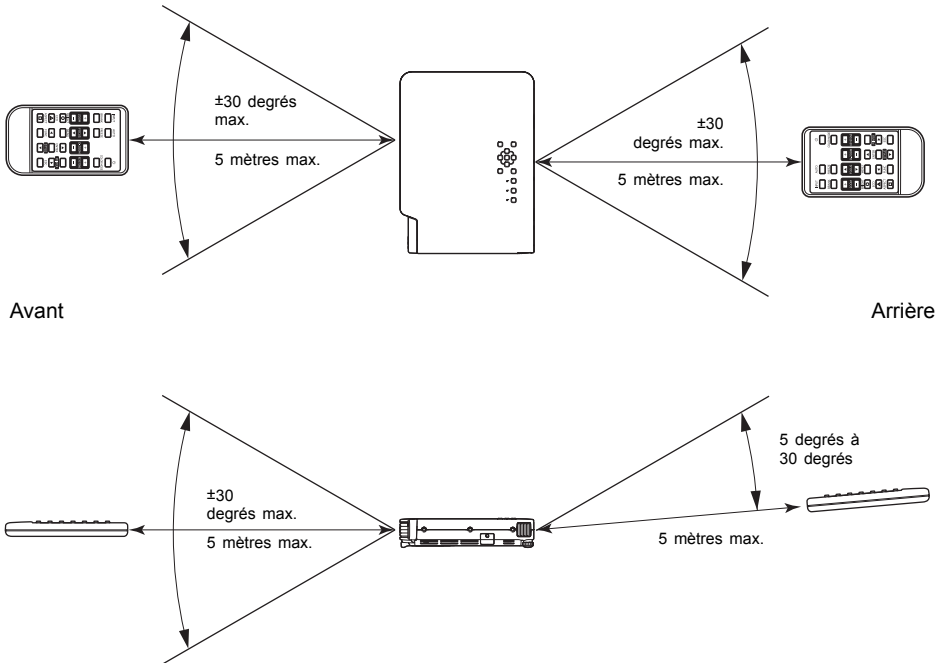 ±30 degrés
max.
5 mètres max.
±30
degrés max.
5 mètres max.
Avant
Arrière
±30
degrés max.
5 mètres max.
5 degrés à
30 degrés
5 mètres max.